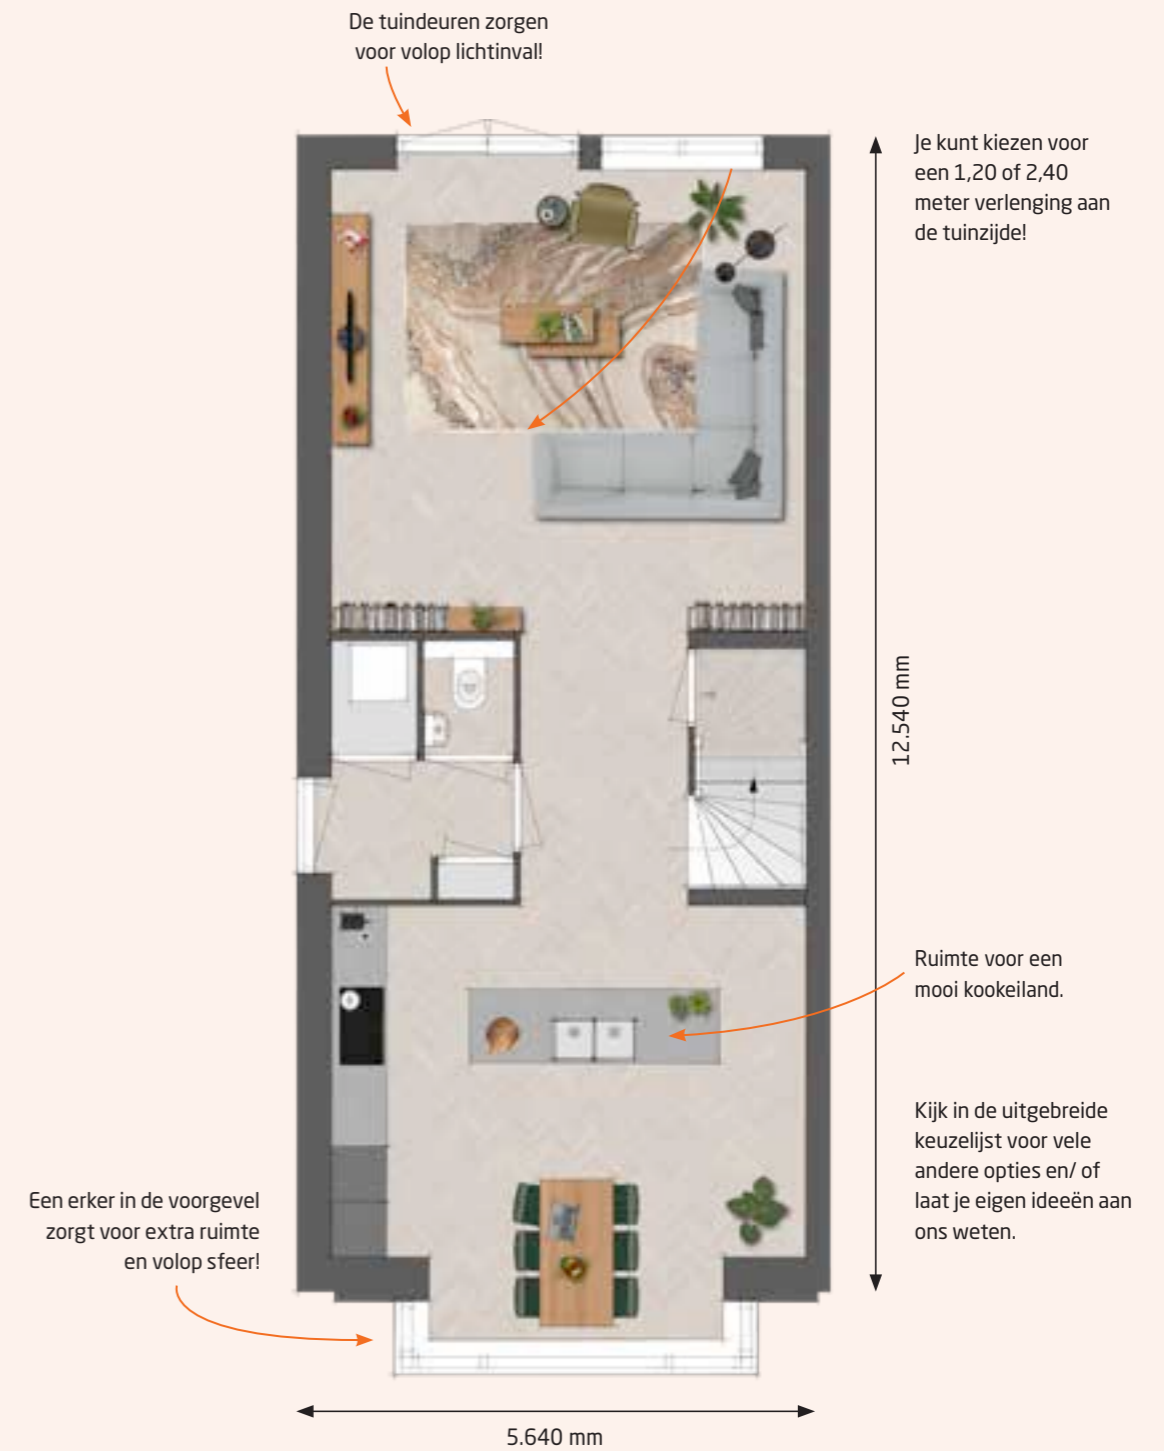 De tuindeuren zorgen
voor volop lichtinval!
Je kunt kiezen voor
een 1,20 of 2,40
meter verlenging aan
de tuinzijde!
12.540 mm
Ruimte voor een
mooi kookeiland.
Kijk in de uitgebreide
keuzelijst voor vele
andere opties en/ of
laat je eigen ideeën aan
ons weten.
Een erker in de voorgevel
zorgt voor extra ruimte
en volop sfeer!
5.640 mm